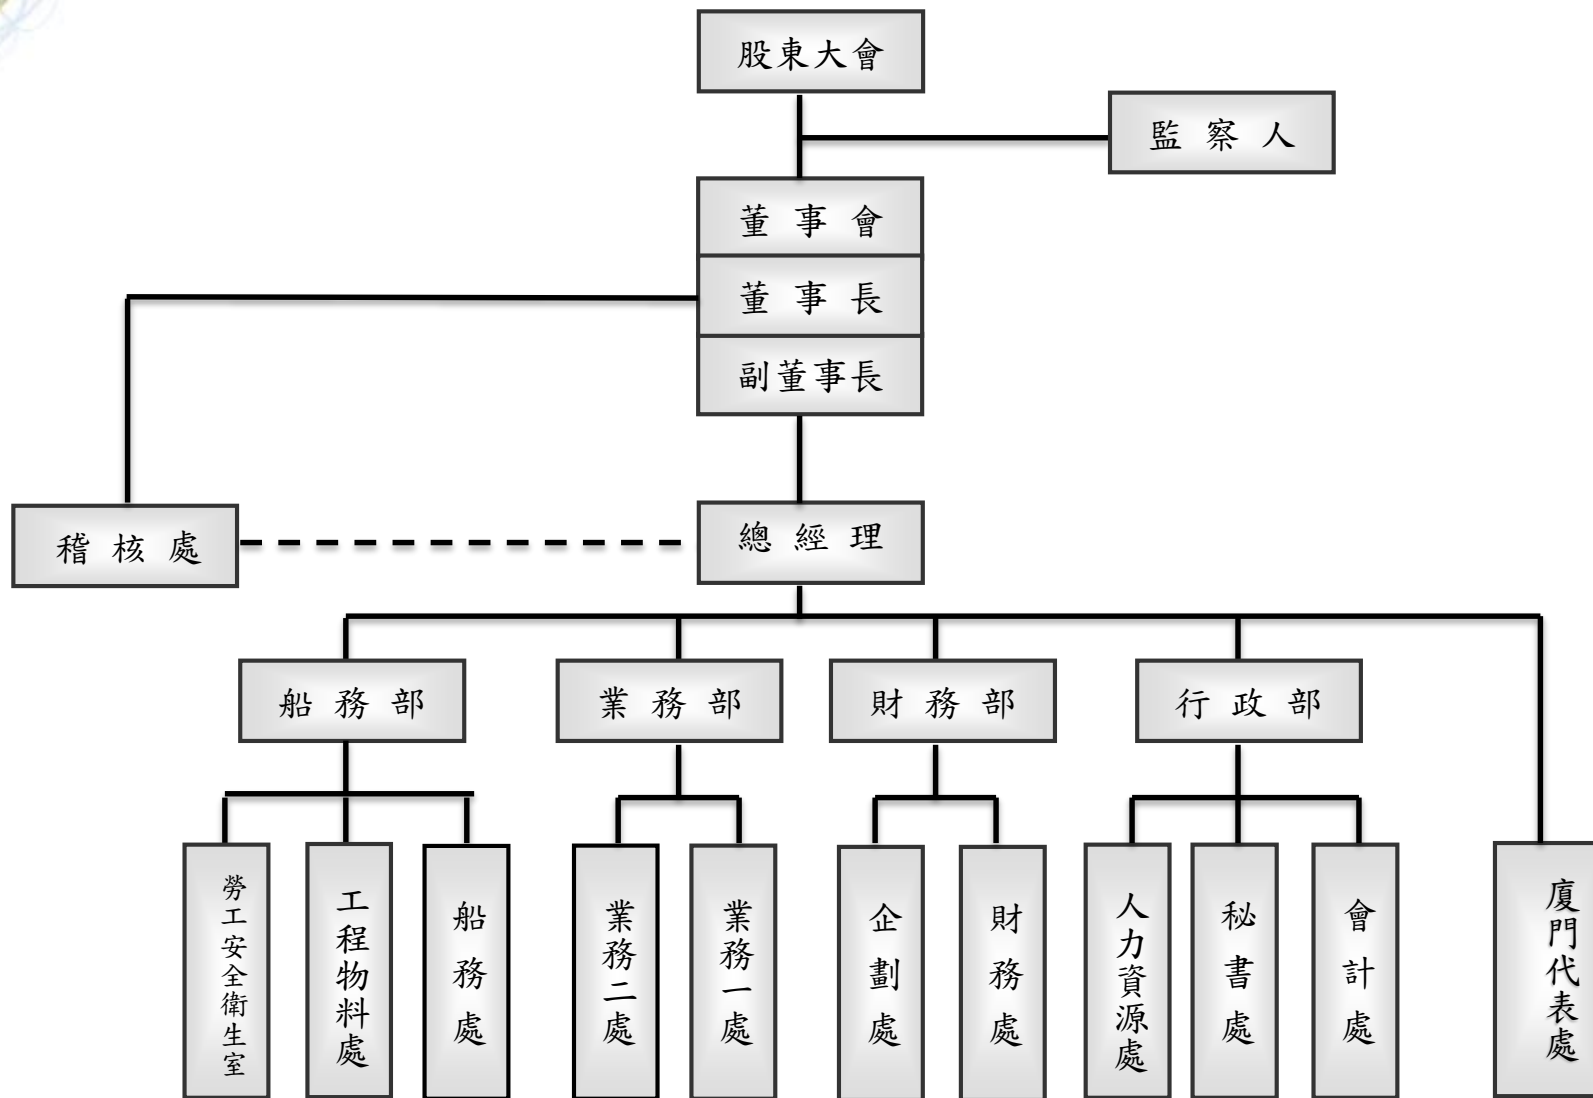 股東大會
監察人
董事會
董事長
副董事長
稽核處
總經理
船務部
業務部
財務部
行政部
勞工安全衛生室
工程物料處
船務處
業務二處
業務一處
企劃處
財務處
人力資源處
秘書處
會計處
廈門代表處